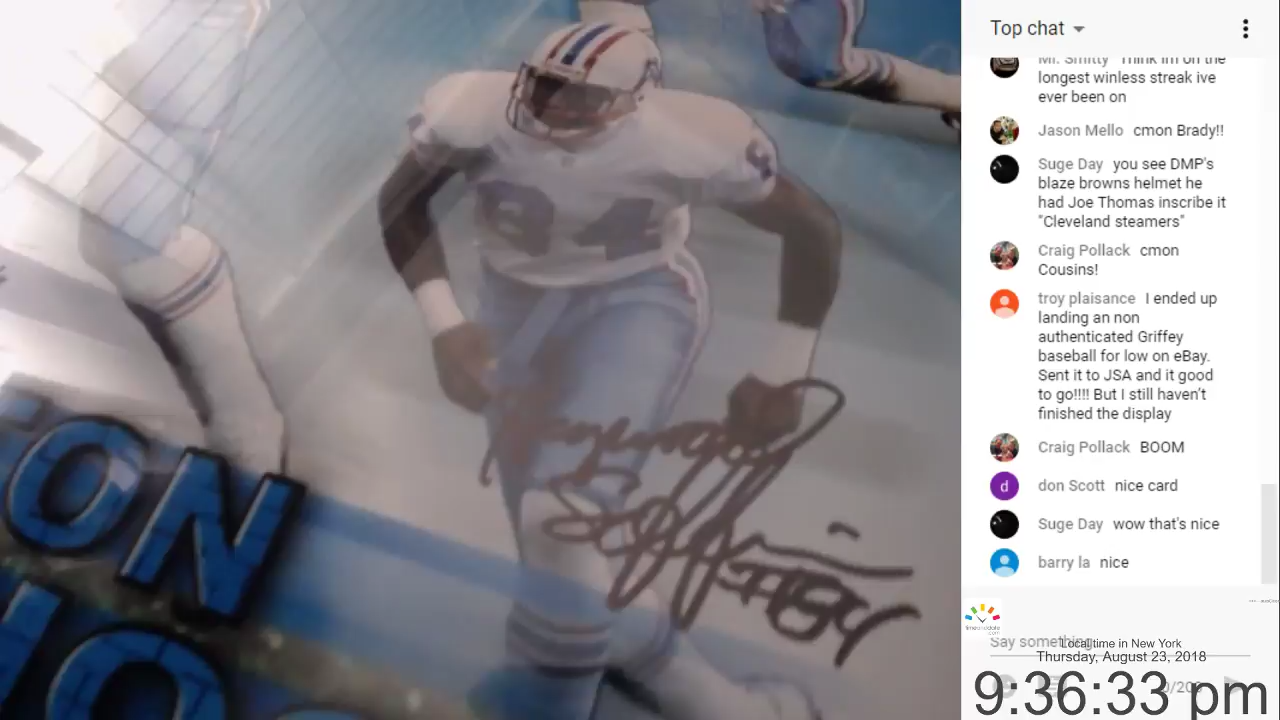 ON
94
#84
Top chat
Mr. Smitty Think im on the
longest winless streak ive
ever been on
Jason Mello cmon Brady!!
Suge Day you see DMP's
blaze browns helmet he
had Joe Thomas inscribe it
"Cleveland steamers"
Craig Pollack cmon
Cousins!
troy plaisance I ended up
landing an non
authenticated Griffey
baseball for low on eBay.
Sent it to JSA and it good
to go!!!! But I still haven't
finished the display
Craig Pollack BOOM
d don Scott nice card
Suge Day wow that's nice
barry la nice
Say something...
Local time in New York
Thursday, August 23, 2018
9:36:33 pm